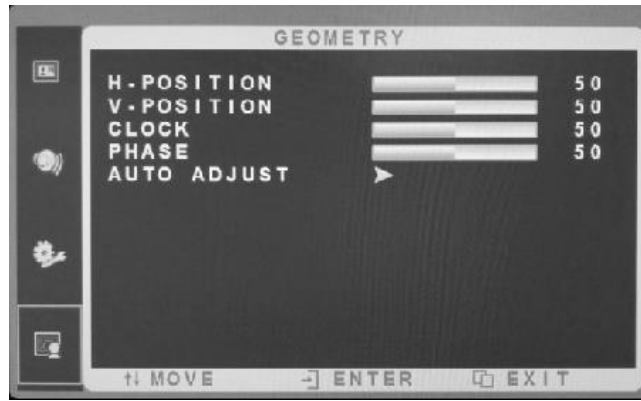 GEOMETRY
H-POSITION 50
V-POSITION 50
CLOCK 50
PHASE 50
AUTO ADJUST
MOVE ENTER EXIT